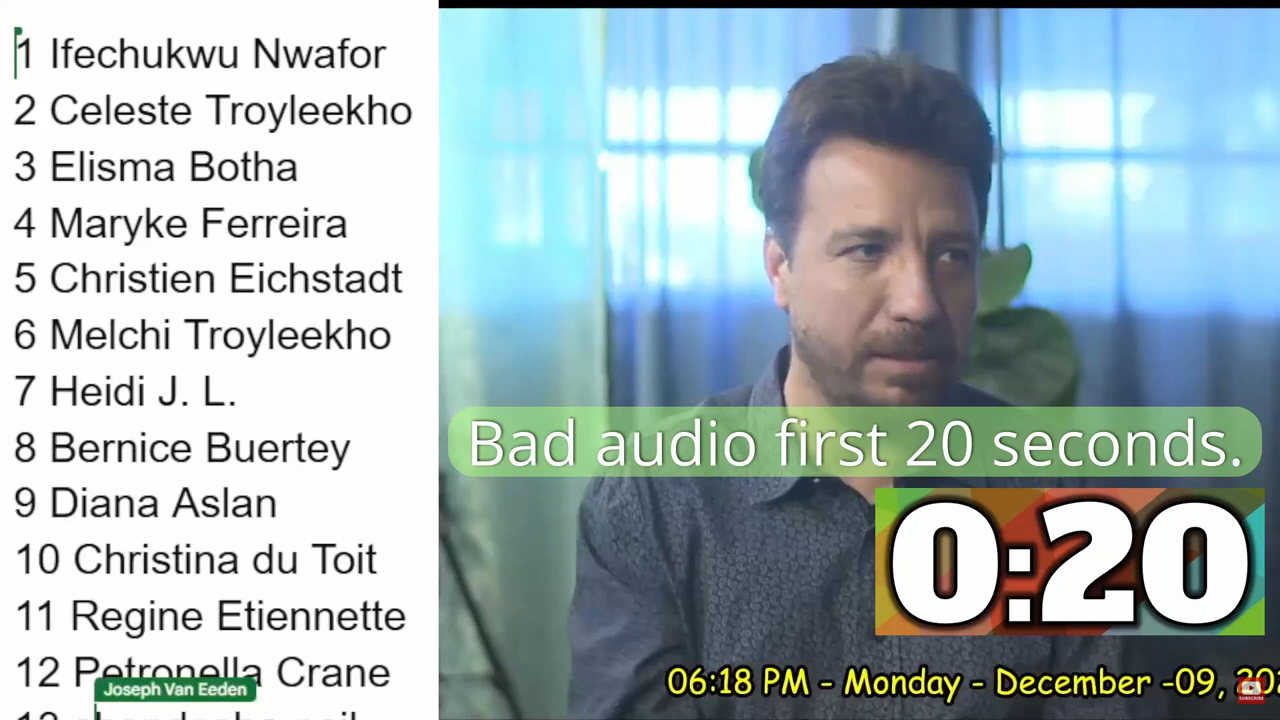 1 Ifechukwu Nwafor
2 Celeste Troyleekho
3 Elisma Botha
4 Maryke Ferreira
5 Christien Eichstadt
6 Melchi Troyleekho
7 Heidi J. L.
8 Bernice Buertey
9 Diana Aslan
10 Christina du Toit
11 Regine Etiennette
12 Petronella Crane
Joseph Van Eeden
Bad audio first 20 seconds.
0:20
06:18 PM - Monday - December -09,
SUBSCRIBE